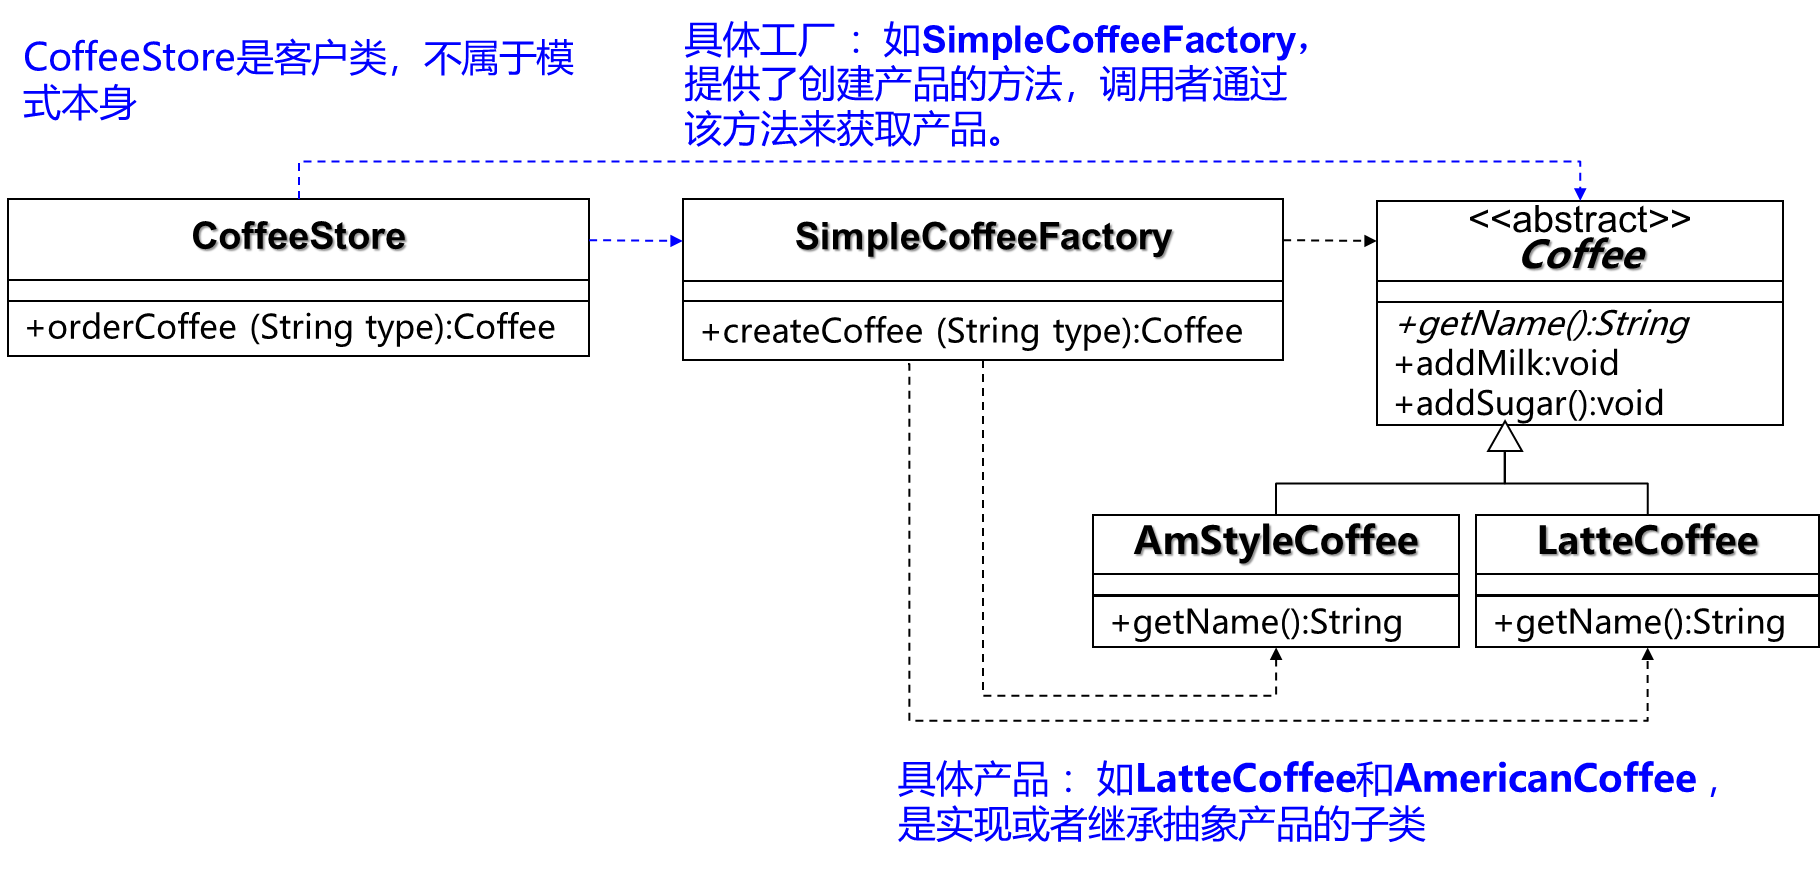 CoffeeStore是客户类，不属于模
式本身
具体工厂 ：如SimpleCoffeeFactory，
提供了创建产品的方法，调用者通过
该方法来获取产品。
CoffeeStore
+orderCoffee (String type):Coffee
SimpleCoffeeFactory
+createCoffee (String type):Coffee
<<abstract>>
Coffee
+getName():String
+addMilk:void
+addSugar():void
AmStyleCoffee
+getName():String
LatteCoffee
+getName():String
具体产品 ：如LatteCoffee和AmericanCoffee ，
是实现或者继承抽象产品的子类